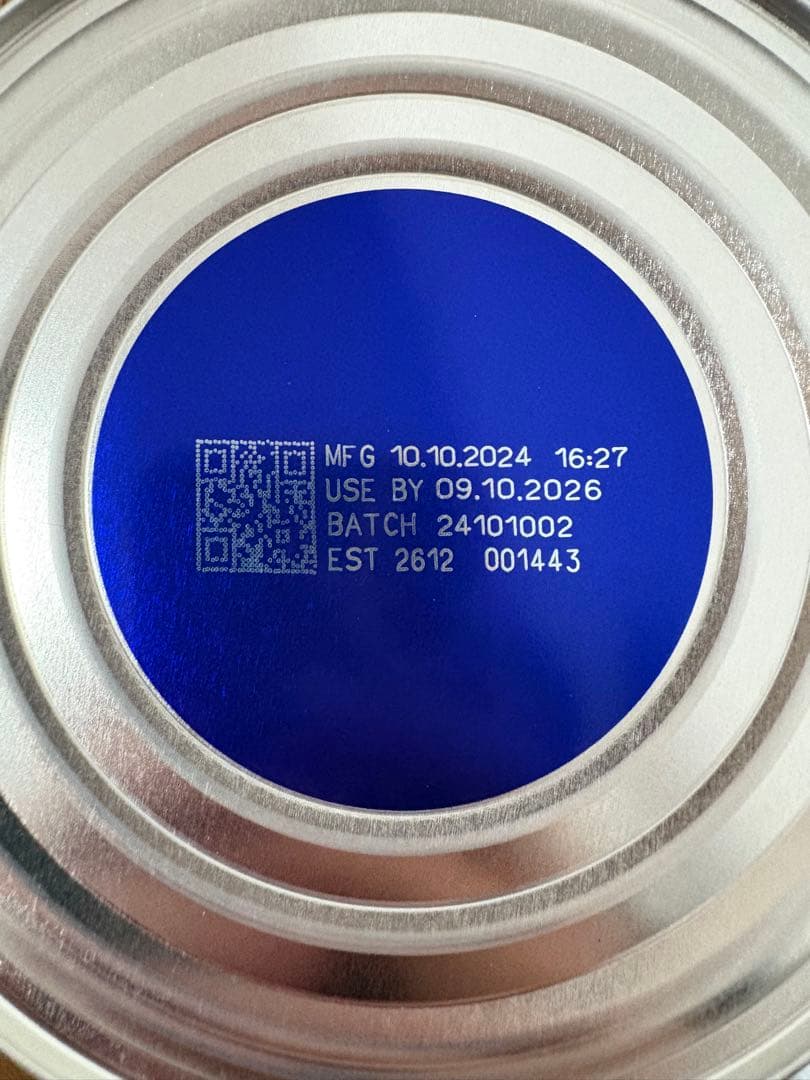 MFG 10.10.2024 16:27
USE BY 09.10.2026
BATCH 24101002
EST 2612 001443